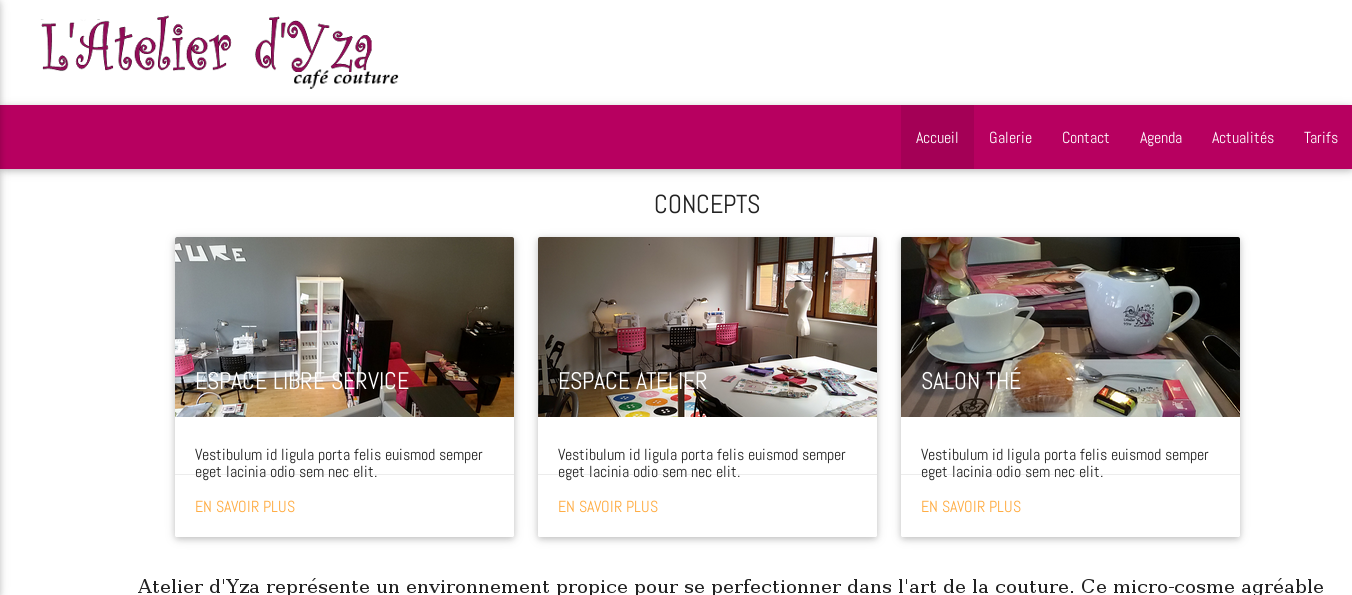 L'Atelier d'Yza
café couture
Accueil Galerie Contact Agenda Actualités Tarifs
CONCEPTS
TURE
ESPACE LIBRE SERVICE
ESPACE ATELIER
SALON THÉ
Vestibulum id ligula porta felis euismod semper
eget lacinia odio sem nec elit.
EN SAVOIR PLUS
Vestibulum id ligula porta felis euismod semper
eget lacinia odio sem nec elit.
EN SAVOIR PLUS
Vestibulum id ligula porta felis euismod semper
eget lacinia odio sem nec elit.
EN SAVOIR PLUS
Atelier d'Yza représente un environnement propice pour se perfectionner dans l'art de la couture. Ce micro-cosme agréable